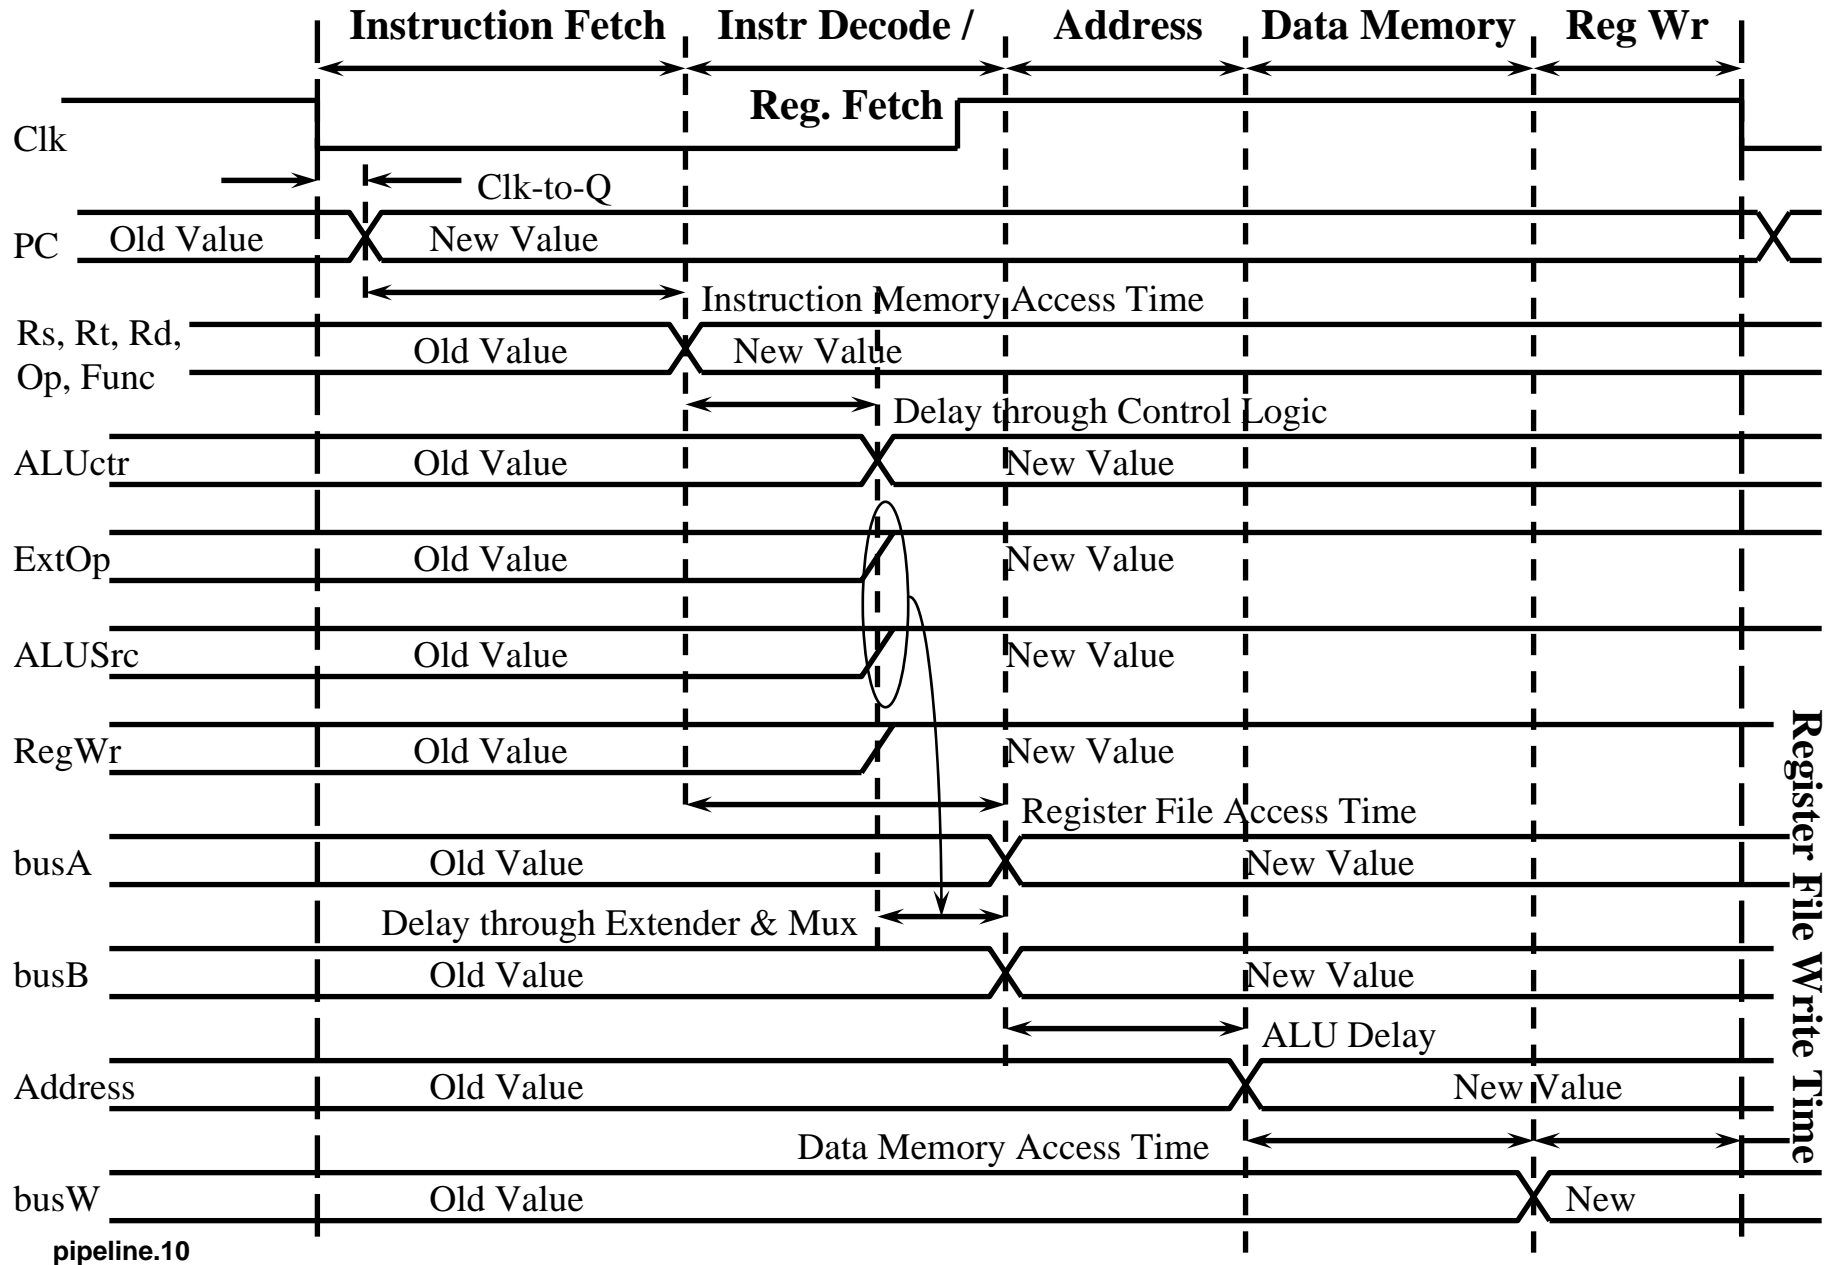 Instruction Fetch Instr Decode / Address Data Memory Reg Wr
Reg. Fetch
Clk
Clk-to-Q
PC Old Value New Value
Instruction Memory Access Time
Rs, Rt, Rd,
Op, Func
Old Value New Value
Delay through Control Logic
ALUctr Old Value New Value
ExtOp Old Value New Value
ALUSrc Old Value New Value
RegWr Old Value New Value
Register File Access Time
busA Old Value New Value
Delay through Extender & Mux
busB Old Value New Value
ALU Delay
Address Old Value New Value
Data Memory Access Time
busW Old Value New
Register File Write Time
pipeline.10